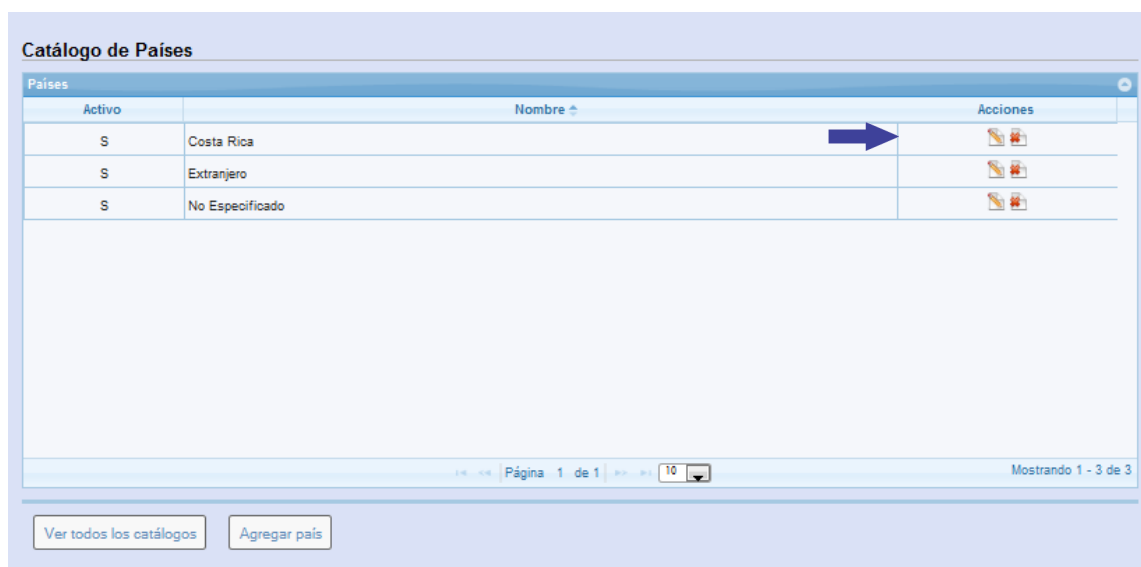 Catálogo de Países
Paises
Activo Nombre Acciones
S Costa Rica
S Extranjero
S No Especificado
Página 1 de 1 10 Mostrando 1 - 3 de 3
Ver todos los catálogos Agregar país